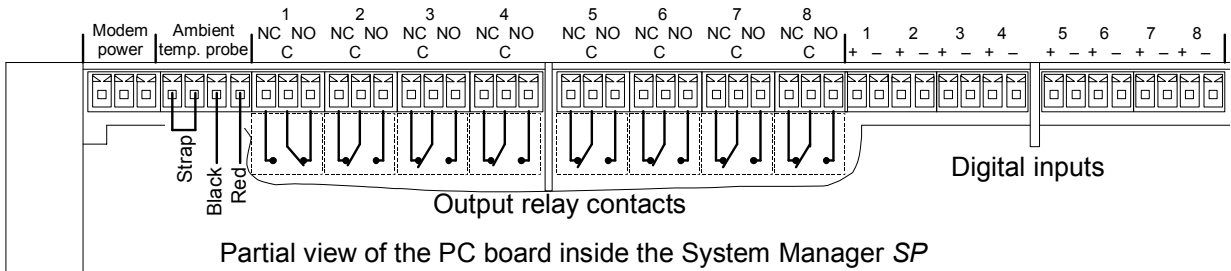 Modem power
Ambient temp. probe
1 2 3 4 5 6 7 8
NC NO NC NO NC NO NC NO NC NO NC NO NC NO NC NO
C C C C C C C C
1 2 3 4 5 6 7 8
+ – + – + – + – + – + – + – + –
Strap
Black
Red
Output relay contacts
Digital inputs
Partial view of the PC board inside the System Manager SP